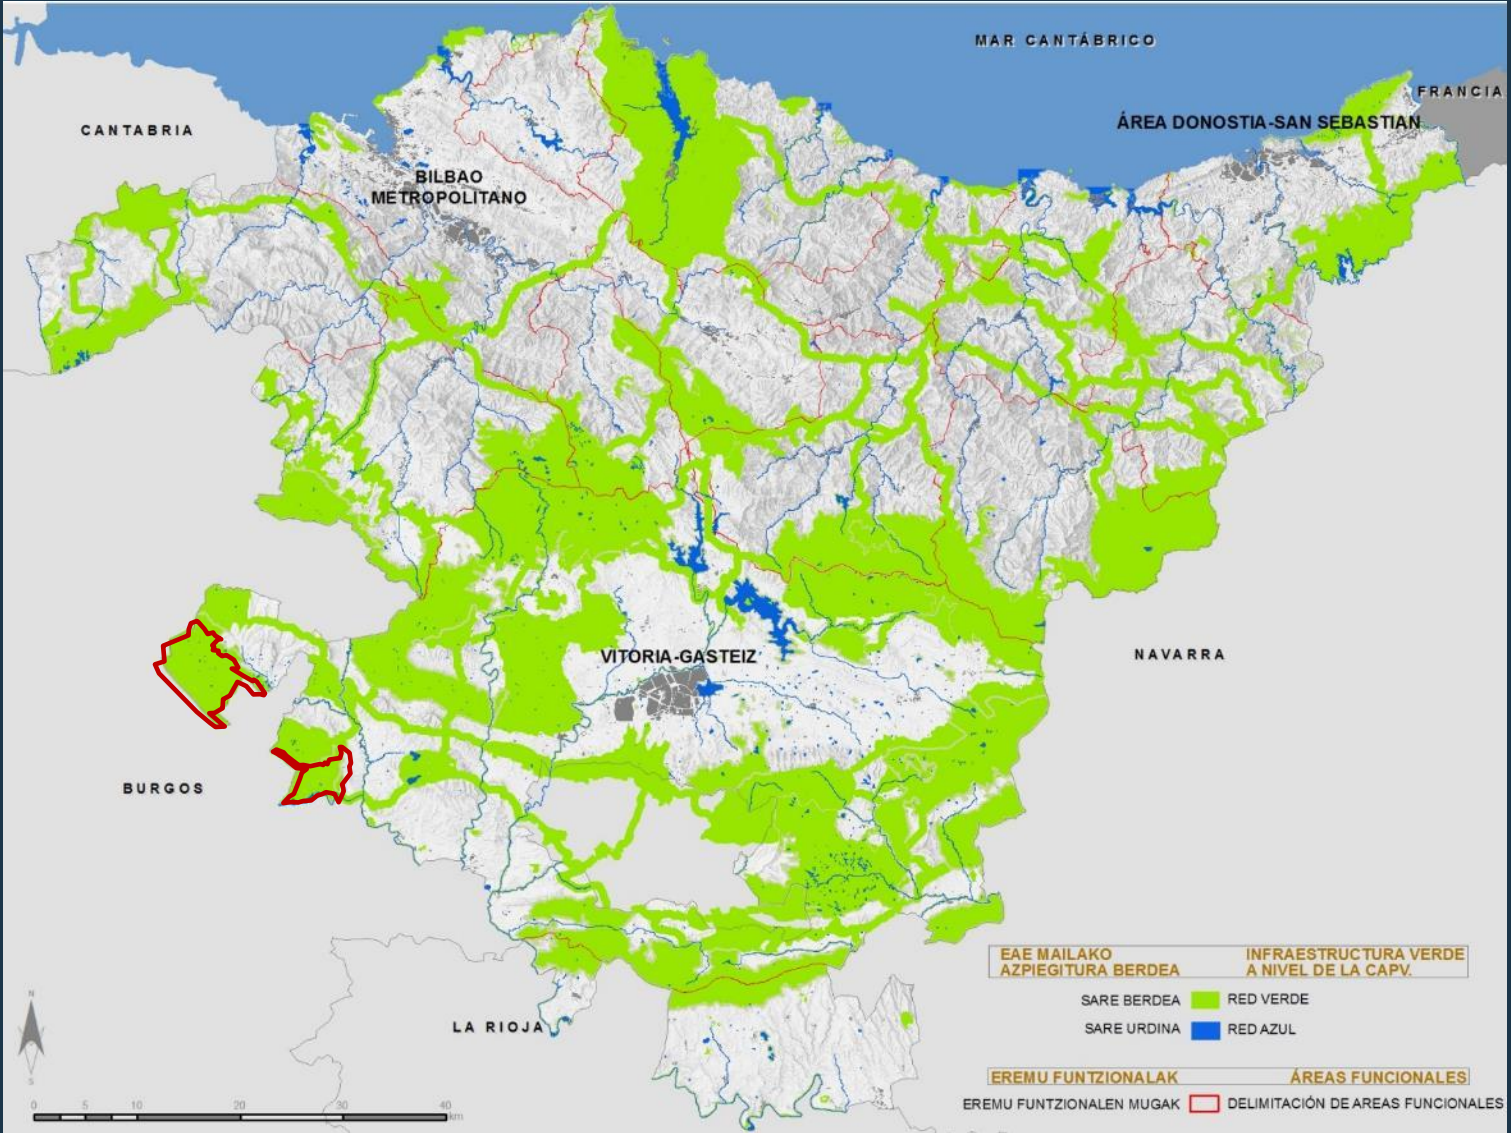 MAR CANTÁBRICO
FRANCIA
CANTABRIA
ÁREA DONOSTIA-SAN SEBASTIAN
BILBAO
METROPOLITANO
VITORIA-GASTEIZ
NAVARRA
BURGOS
LA RIOJA
EAE MAILAKO
AZPIEGITURA BERDEA
INFRAESTRUCTURA VERDE
A NIVEL DE LA CAPV.
SARE BERDEA RED VERDE
SARE URDINA RED AZUL
EREMU FUNTZIONALAK ÁREAS FUNCIONALES
EREMU FUNTZIONALEN MUGAK DELIMITACIÓN DE AREAS FUNCIONALES
N
S
0 5 10 20 30 40
km